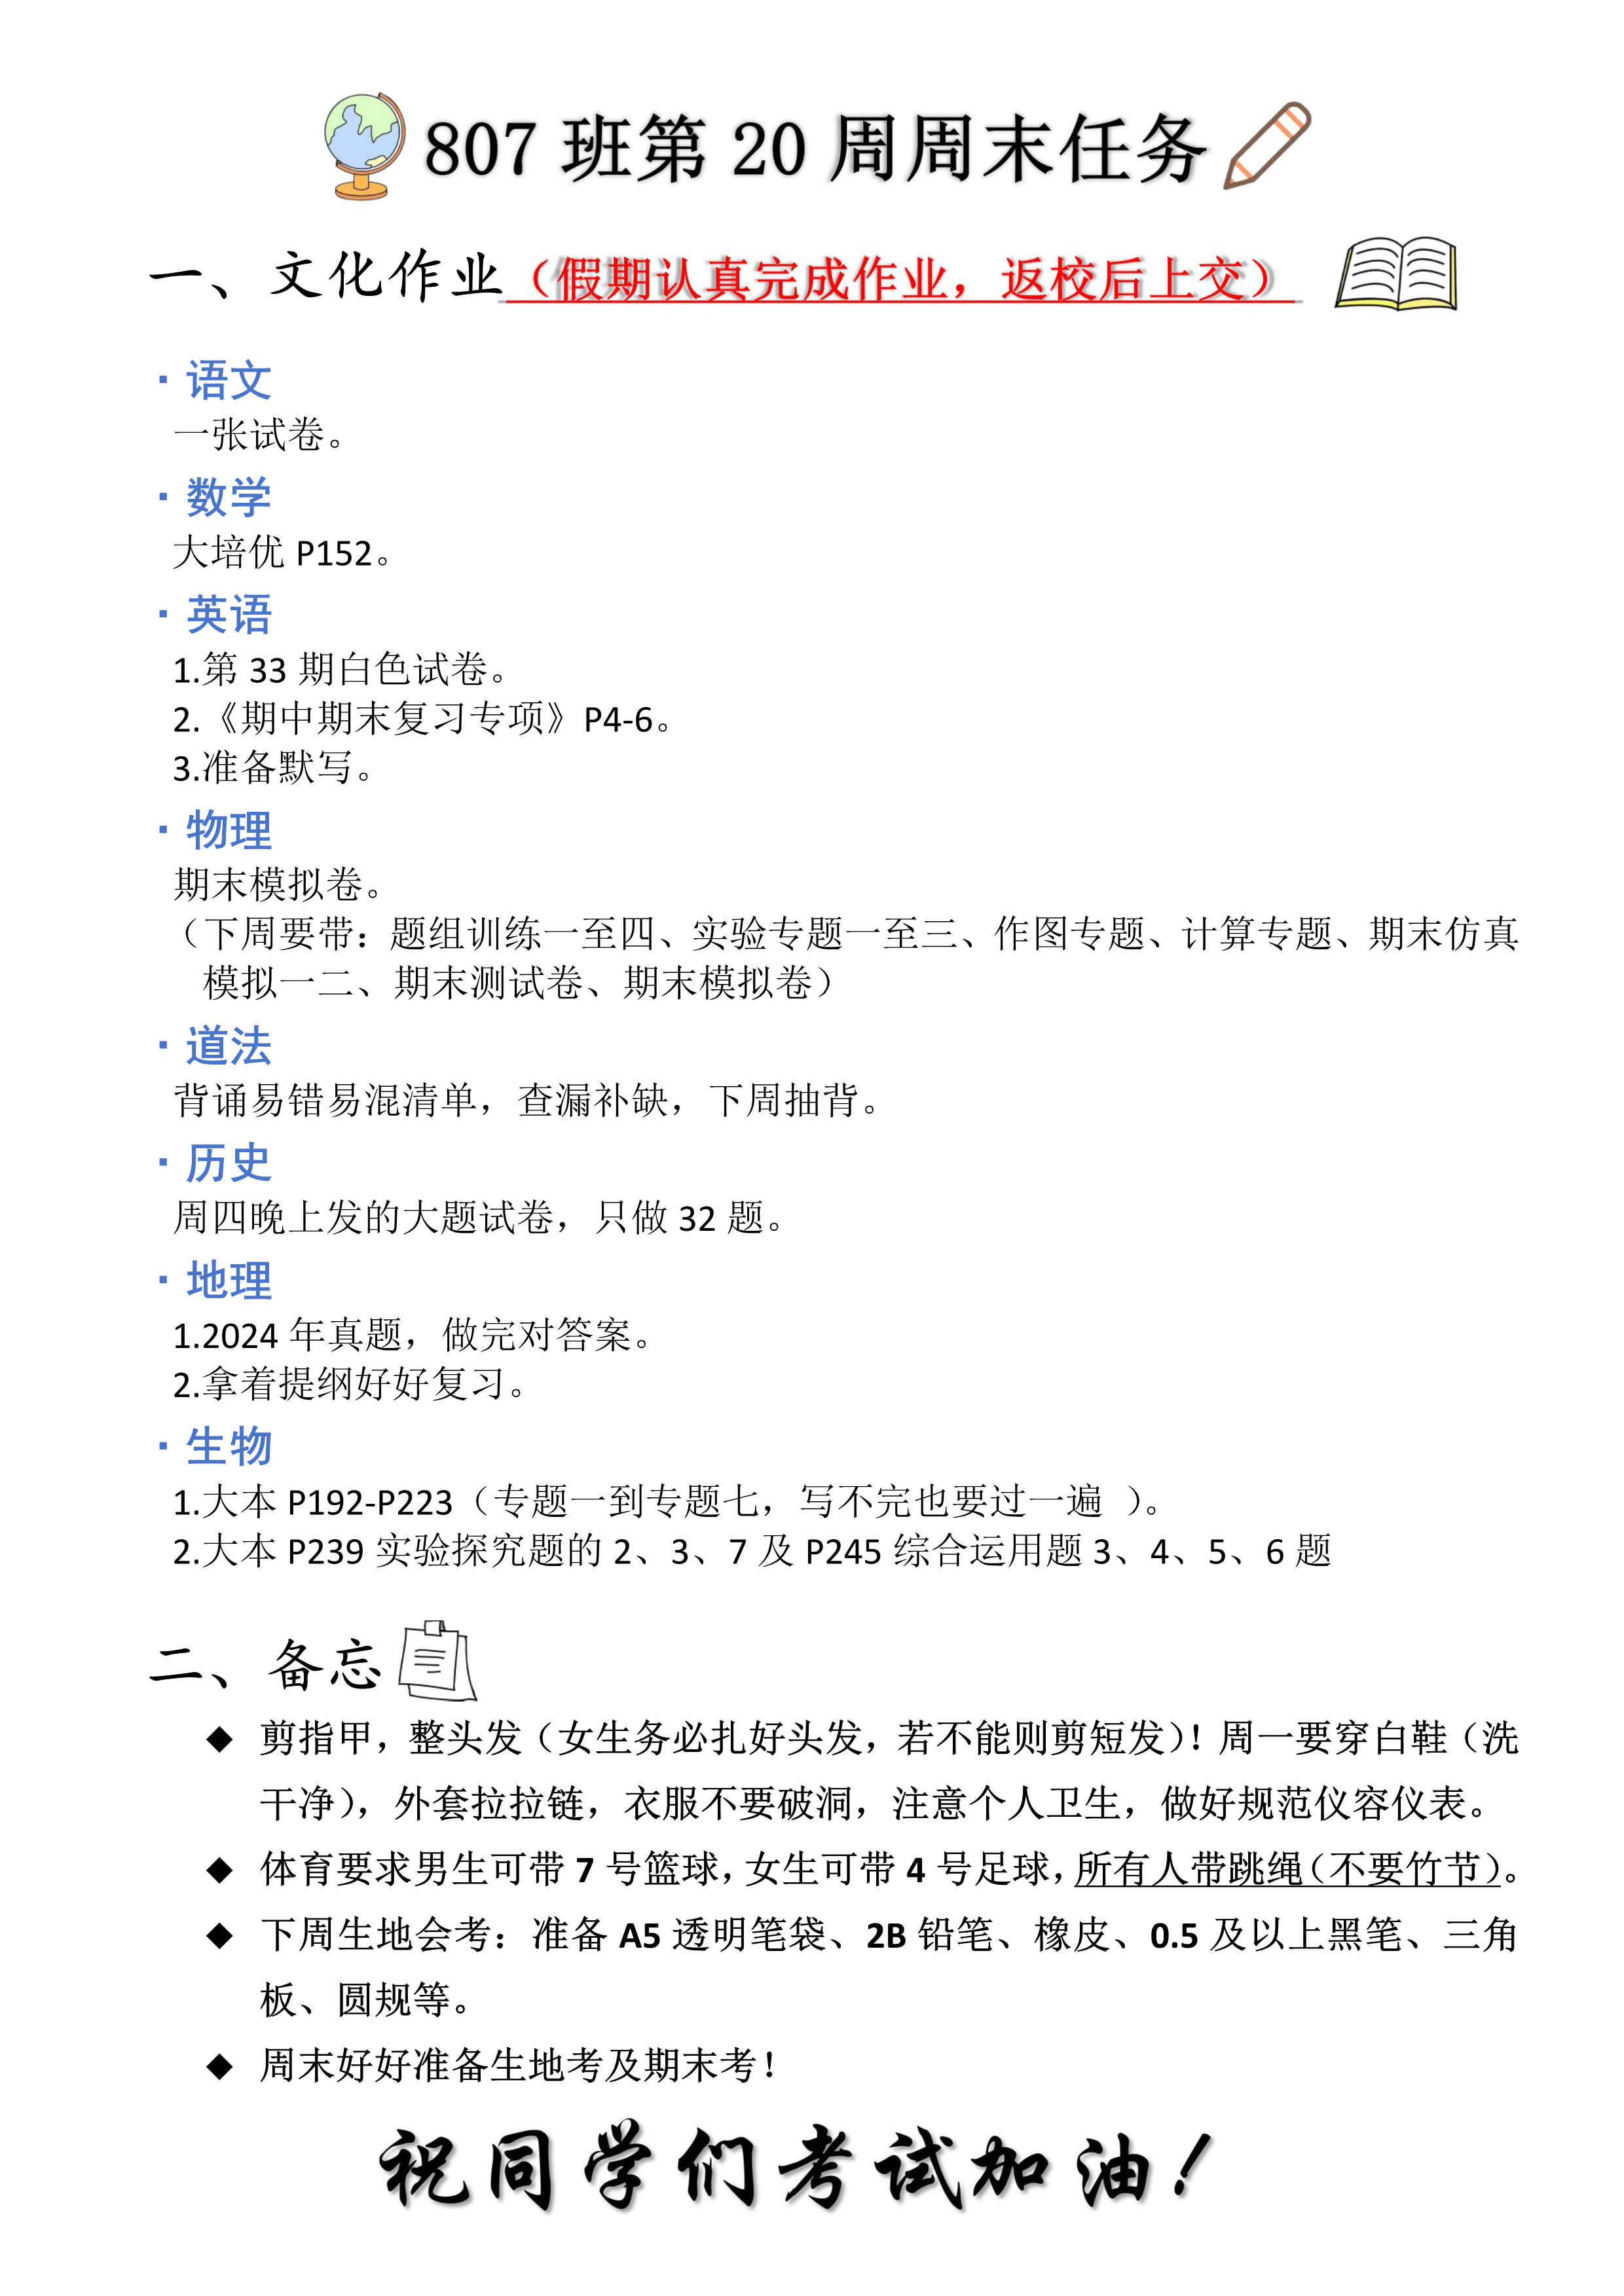 807 班第 20 周周末任务
一、文化作业（假期认真完成作业，返校后上交）
· 语文
一张试卷。
· 数学
大培优 P152。
· 英语
1.第 33 期白色试卷。
2.《期中期末复习专项》P4-6。
3.准备默写。
· 物理
期末模拟卷。
（下周要带：题组训练一至四、实验专题一至三、作图专题、计算专题、期末仿真
模拟一二、期末测试卷、期末模拟卷）
· 道法
背诵易错易混清单，查漏补缺，下周抽背。
· 历史
周四晚上发的大题试卷，只做 32 题。
· 地理
1.2024 年真题，做完对答案。
2.拿着提纲好好复习。
· 生物
1.大本 P192-P223（专题一到专题七，写不完也要过一遍 ）。
2.大本 P239 实验探究题的 2、3、7 及 P245 综合运用题 3、4、5、6 题
二、备忘
◆ 剪指甲，整头发（女生务必扎好头发，若不能则剪短发）！周一要穿白鞋（洗
干净），外套拉拉链，衣服不要破洞，注意个人卫生，做好规范仪容仪表。
◆ 体育要求男生可带 7 号篮球，女生可带 4 号足球，所有人带跳绳（不要竹节）。
◆ 下周生地会考：准备 A5 透明笔袋、2B 铅笔、橡皮、0.5 及以上黑笔、三角
板、圆规等。
◆ 周末好好准备生地考及期末考！
祝同学们考试加油！